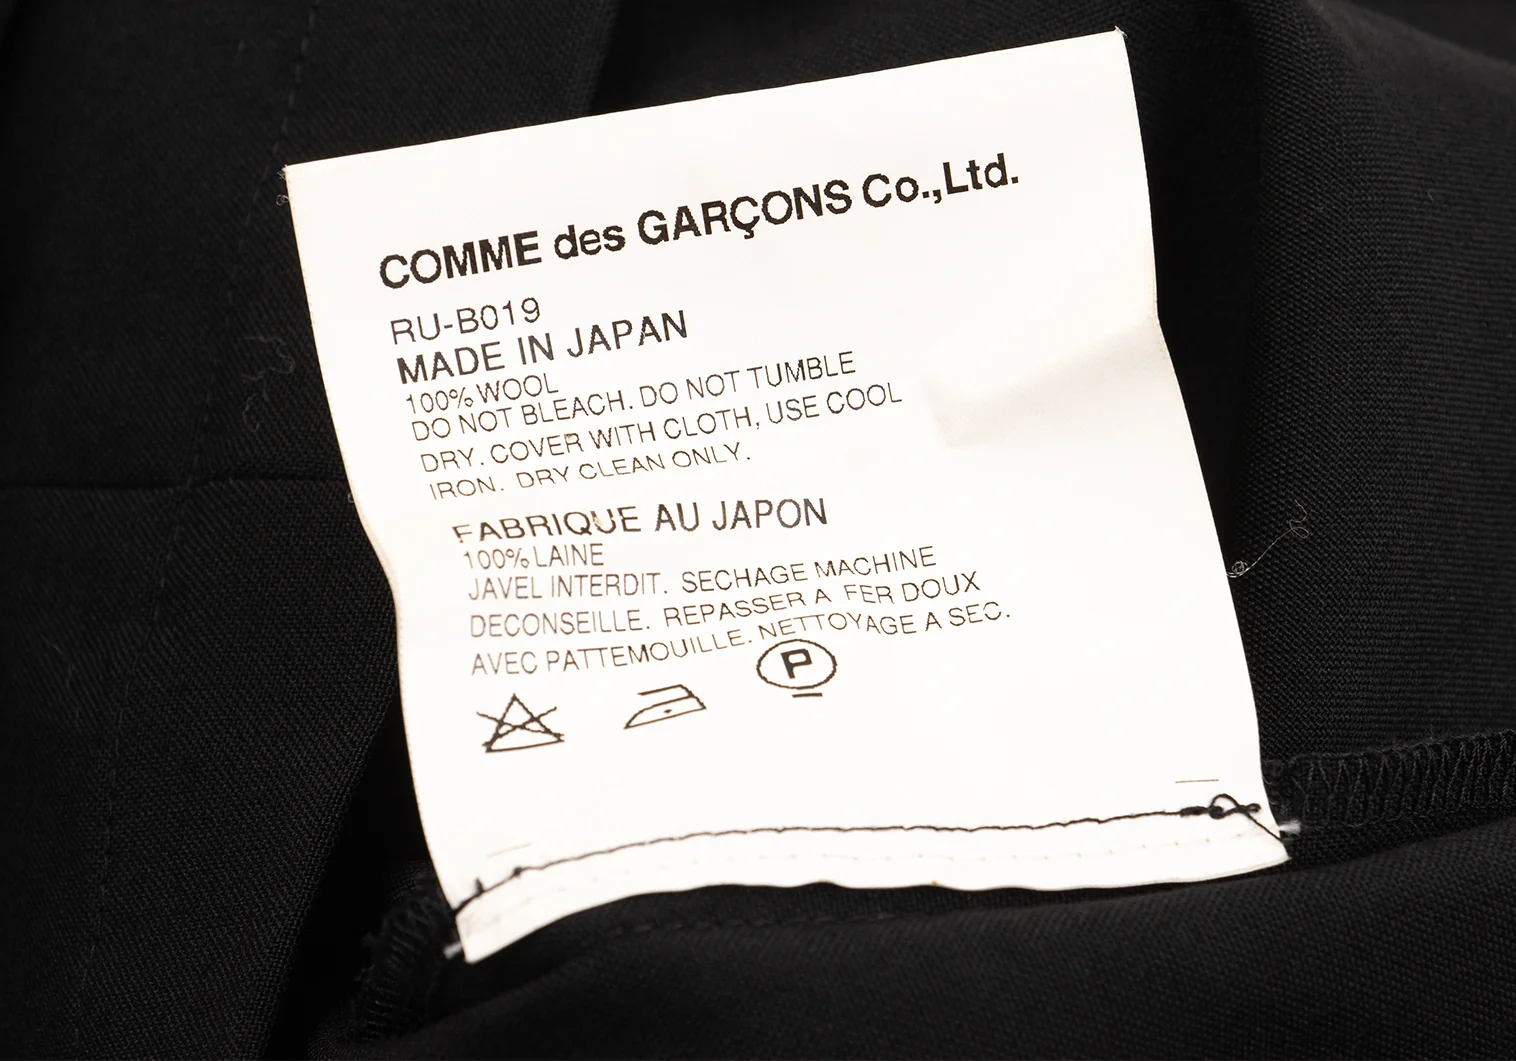 COMME des GARÇONS Co.,Ltd.
RU-B019
MADE IN JAPAN
100% WOOL
DO NOT BLEACH. DO NOT TUMBLE
DRY. COVER WITH CLOTH, USE COOL
IRON. DRY CLEAN ONLY.
FABRIQUE AU JAPON
100% LAINE
JAVEL INTERDIT. SECHAGE MACHINE
DECONSEILLE. REPASSER A FER DOUX
AVEC PATTEMOUILLE. NETTOYAGE A SEC.
P